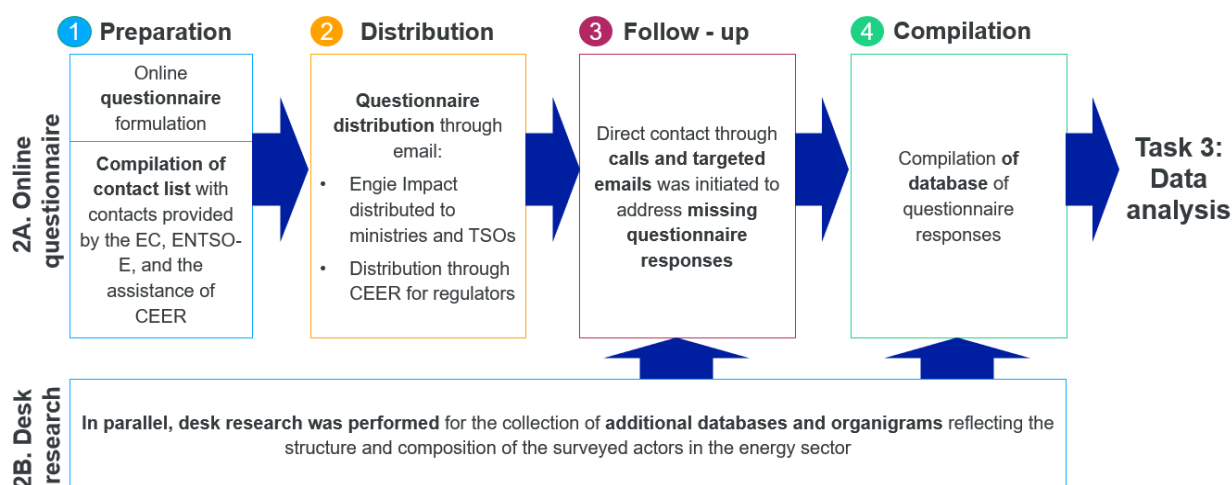 1 Preparation
2 Distribution
3 Follow - up
4 Compilation
2A. Online
questionnaire
Online
questionnaire
formulation
Compilation of
contact list with
contacts provided
by the EC, ENTSO-
E, and the
assistance of
CEER
Questionnaire
distribution through
email:
• Engie Impact
distributed to
ministries and TSOs
• Distribution through
CEER for regulators
Direct contact through
calls and targeted
emails was initiated to
address missing
questionnaire
responses
Compilation of
database of
questionnaire
responses
Task 3:
Data
analysis
2B. Desk
research
In parallel, desk research was performed for the collection of additional databases and organigrams reflecting the
structure and composition of the surveyed actors in the energy sector